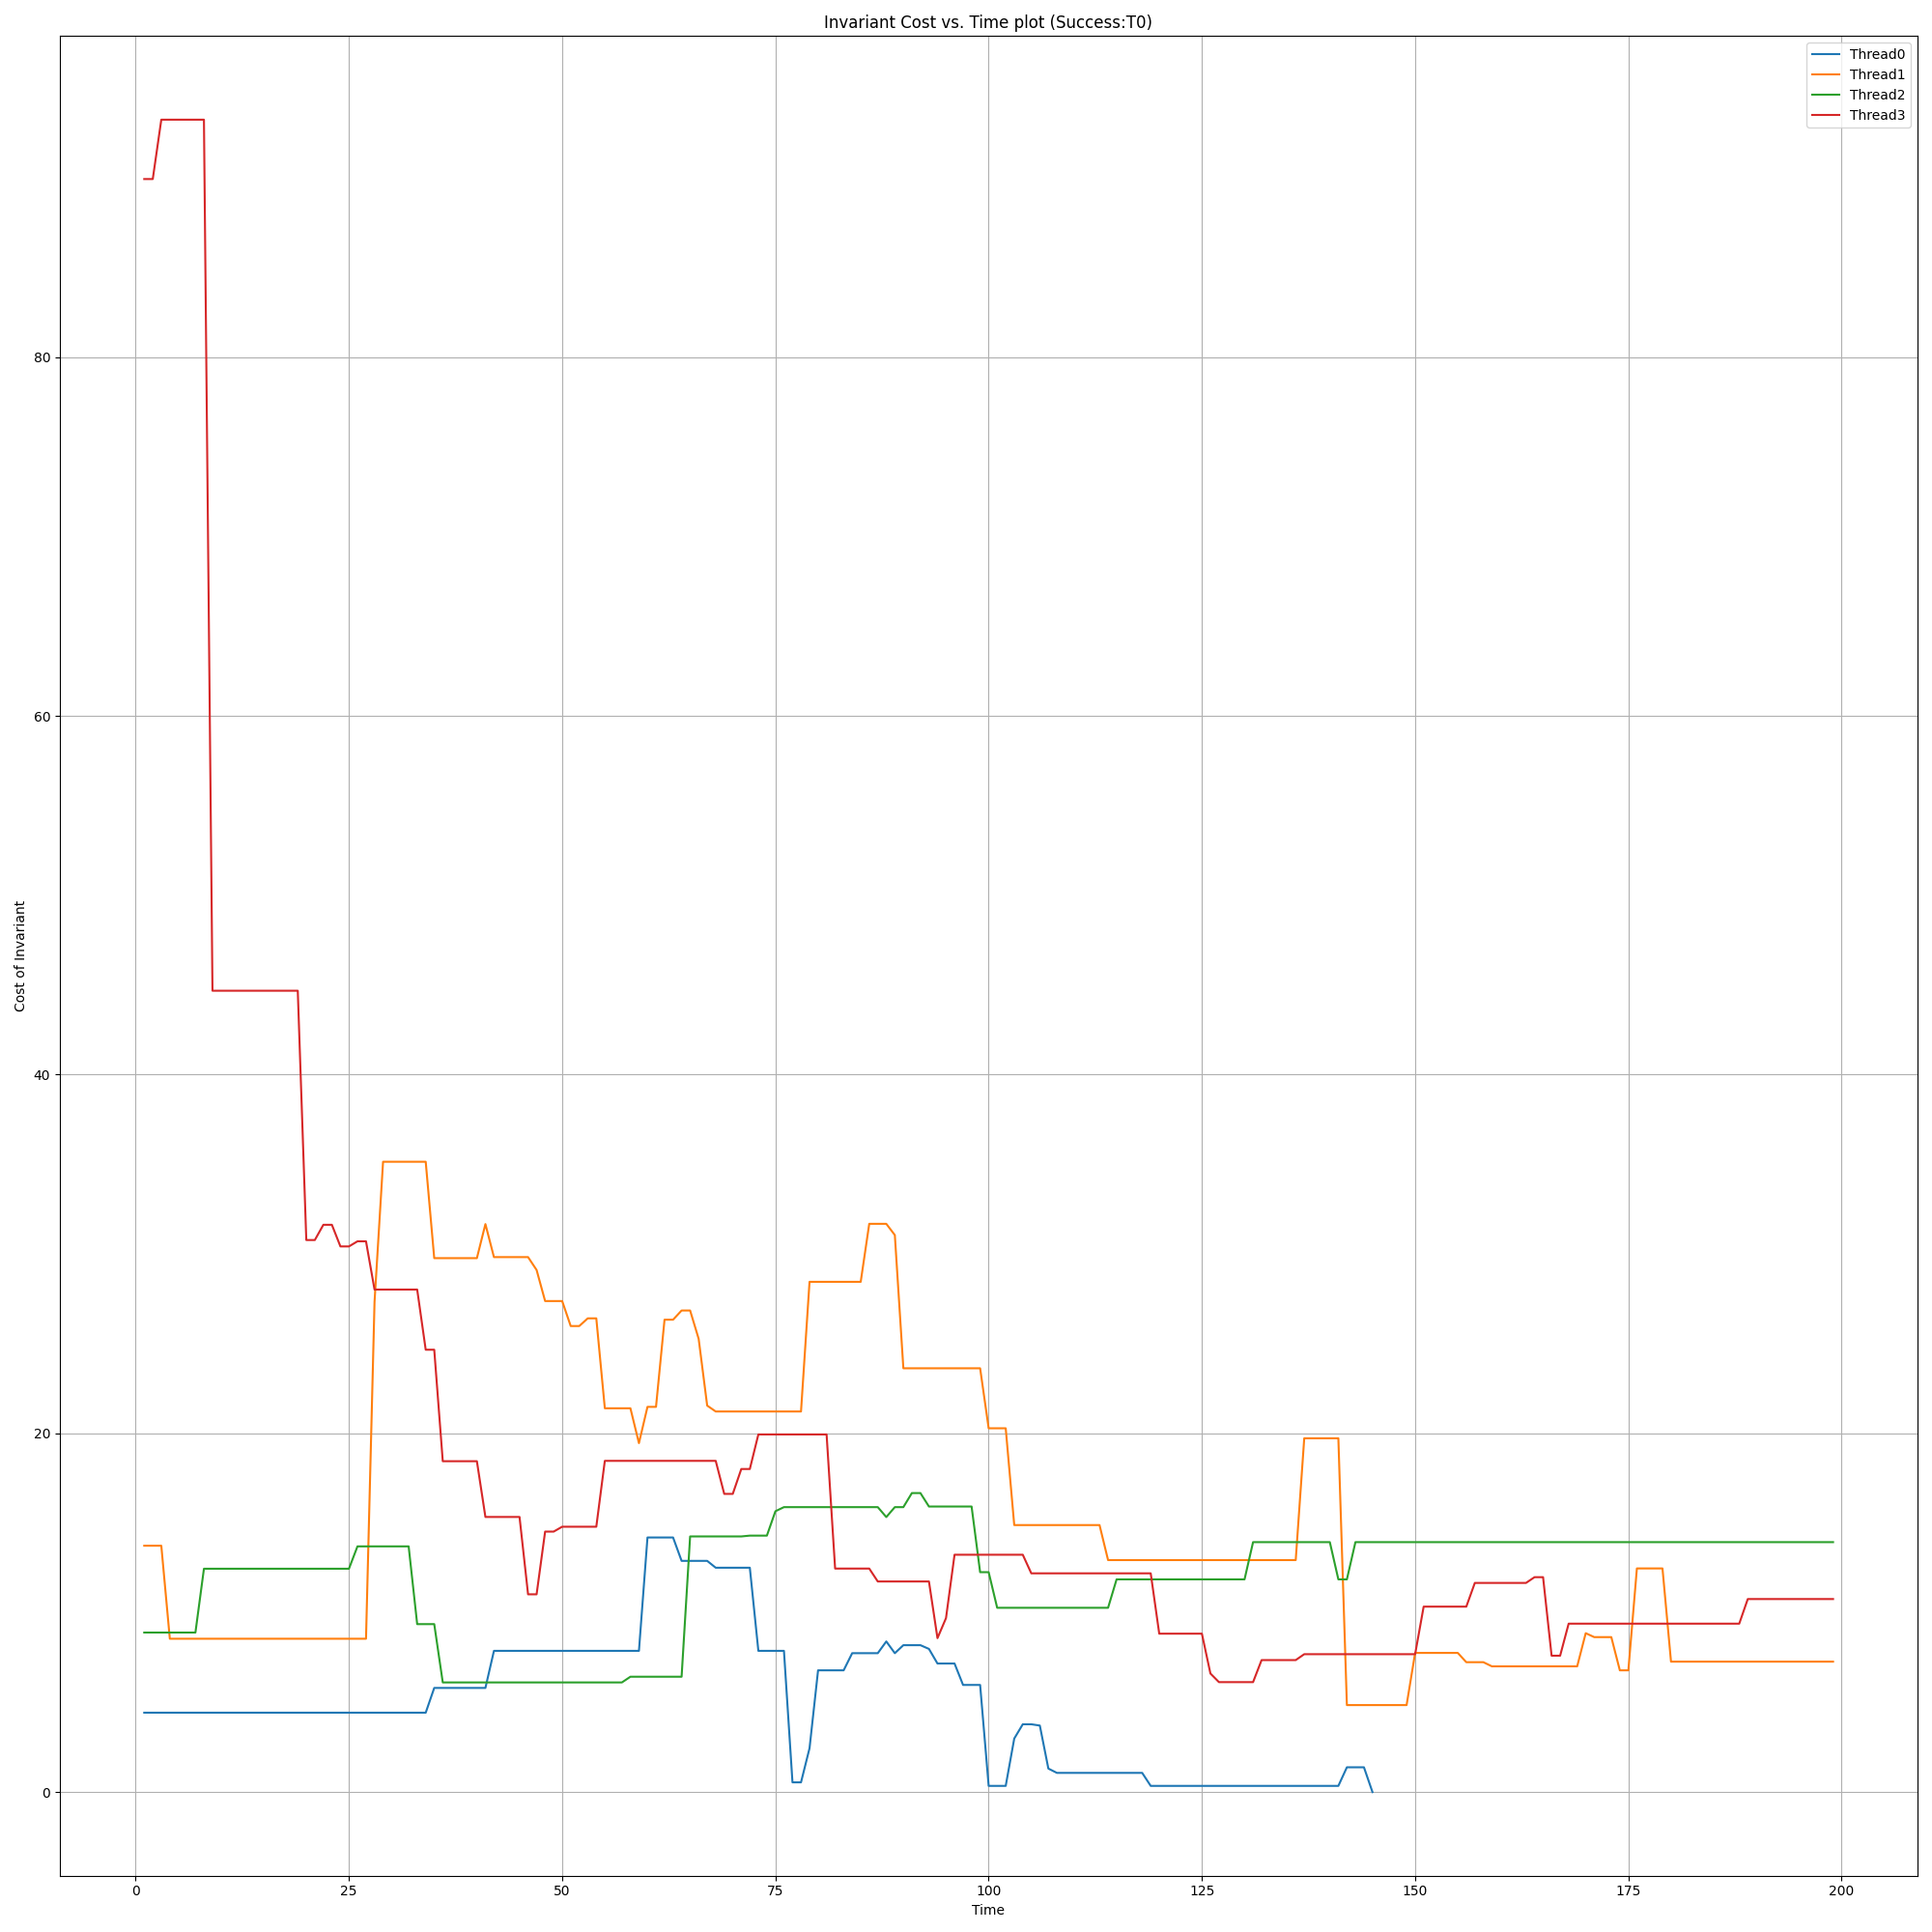 Invariant Cost vs. Time plot (Success:T0)
Thread0
Thread1
Thread2
Thread3
Cost of Invariant
80
60
40
20
0
0 25 50 75 100 125 150 175 200
Time